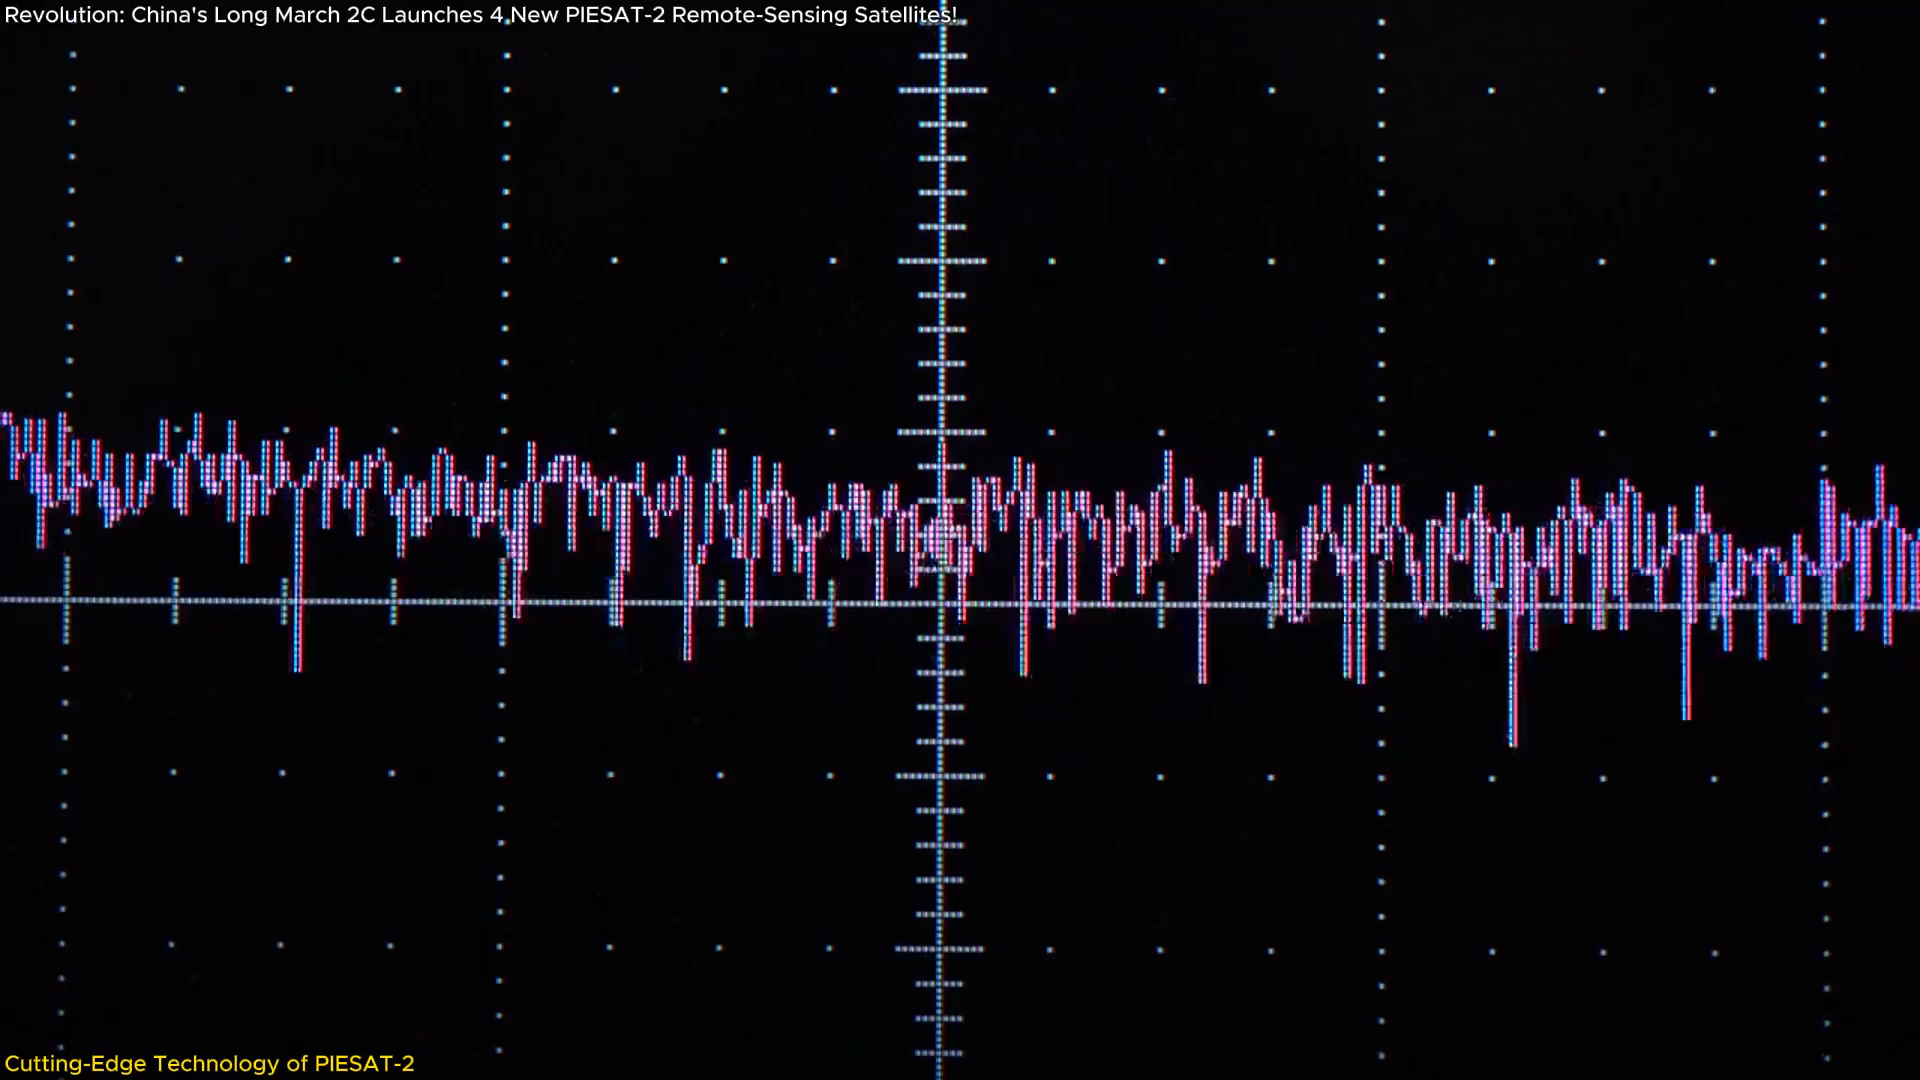 Revolution: China's Long March 2C Launches 4 New PIESAT-2 Remote-Sensing Satellites!
Cutting-Edge Technology of PIESAT-2